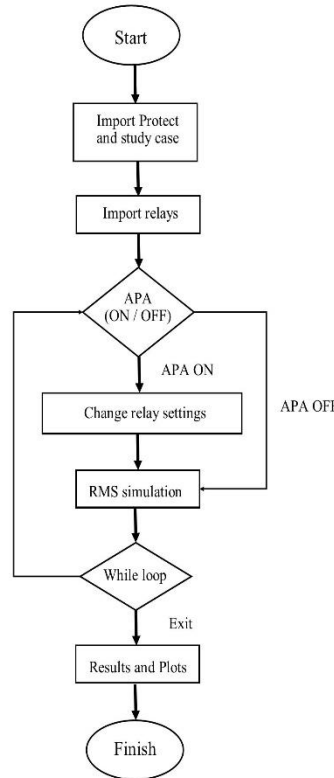 Start
Import Protect
and study case
Import relays
APA
(ON / OFF)
APA ON
Change relay settings
APA OFF
RMS simulation
While loop
Exit
Results and Plots
Finish